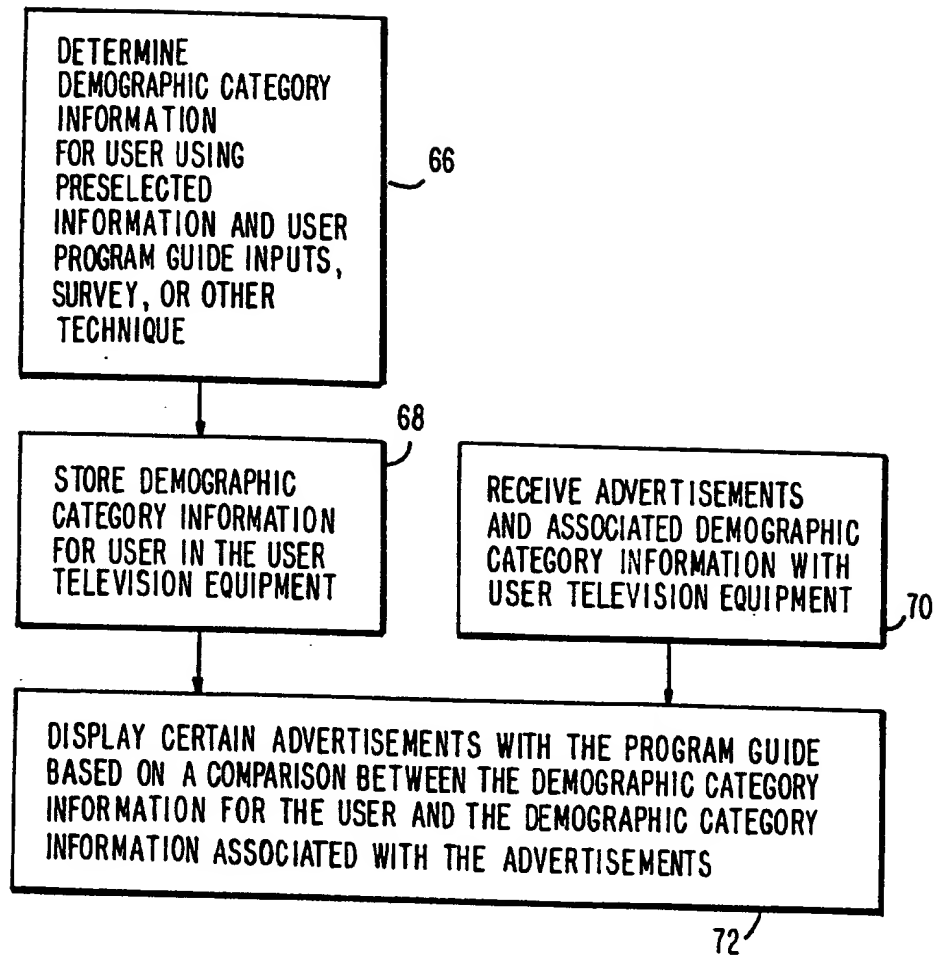 DETERMINE
DEMOGRAPHIC CATEGORY
INFORMATION
FOR USER USING
PRESELECTED
INFORMATION AND USER
PROGRAM GUIDE INPUTS,
SURVEY, OR OTHER
TECHNIQUE
66
68
STORE DEMOGRAPHIC
CATEGORY INFORMATION
FOR USER IN THE USER
TELEVISION EQUIPMENT
RECEIVE ADVERTISEMENTS
AND ASSOCIATED DEMOGRAPHIC
CATEGORY INFORMATION WITH
USER TELEVISION EQUIPMENT
70
DISPLAY CERTAIN ADVERTISEMENTS WITH THE PROGRAM GUIDE
BASED ON A COMPARISON BETWEEN THE DEMOGRAPHIC CATEGORY
INFORMATION FOR THE USER AND THE DEMOGRAPHIC CATEGORY
INFORMATION ASSOCIATED WITH THE ADVERTISEMENTS
72